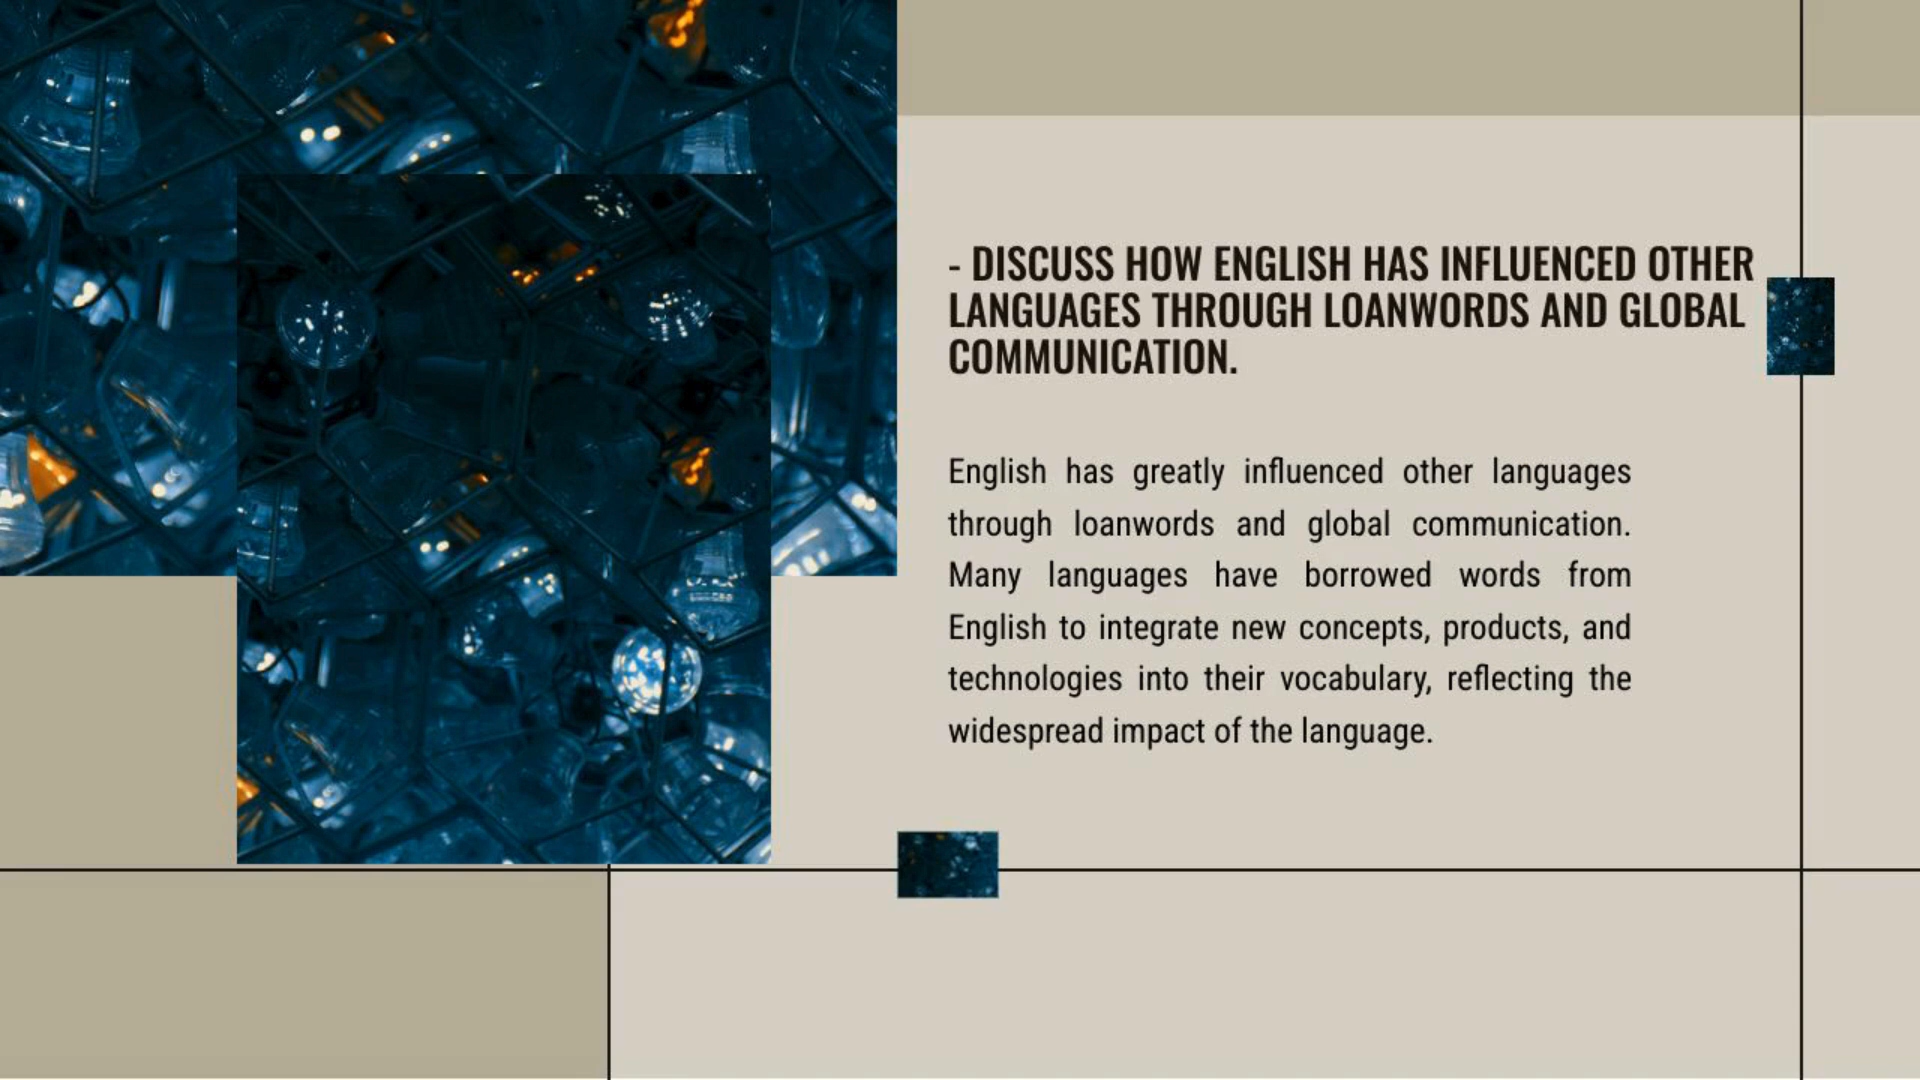 - DISCUSS HOW ENGLISH HAS INFLUENCED OTHER
LANGUAGES THROUGH LOANWORDS AND GLOBAL
COMMUNICATION.
English has greatly influenced other languages
through loanwords and global communication.
Many languages have borrowed words from
English to integrate new concepts, products, and
technologies into their vocabulary, reflecting the
widespread impact of the language.